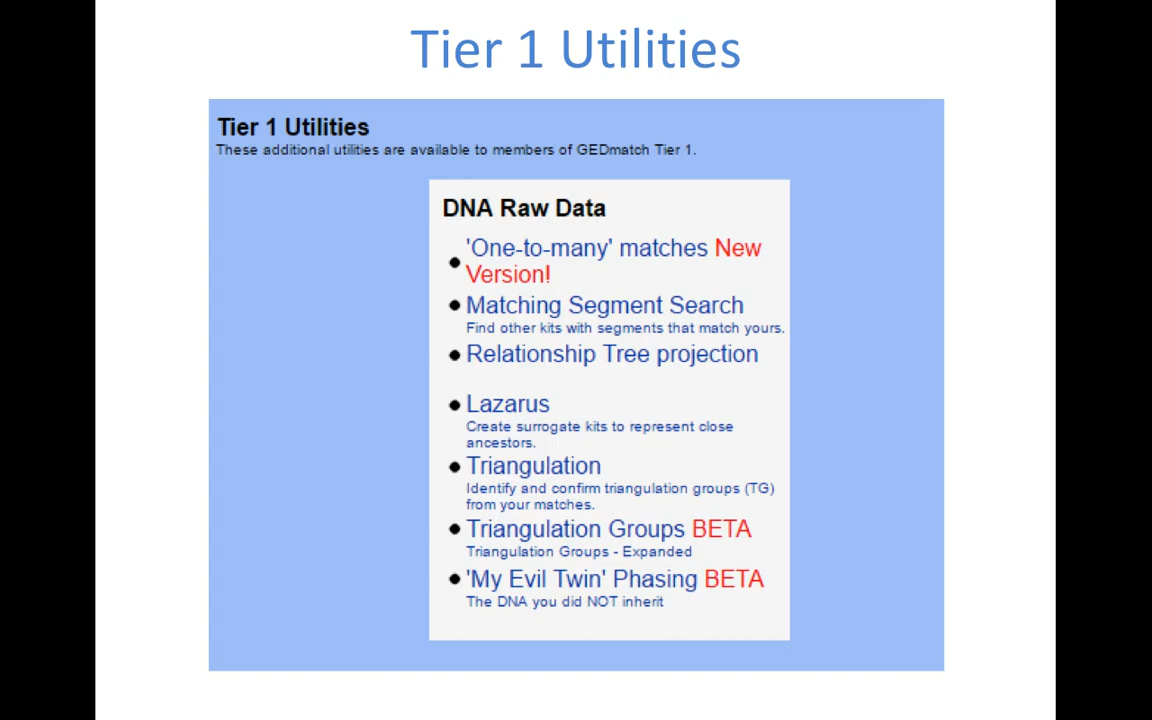 Tier 1 Utilities
Tier 1 Utilities
These additional utilities are available to members of GEDmatch Tier 1.
DNA Raw Data
'One-to-many' matches New
Version!
Matching Segment Search
Find other kits with segments that match yours.
Relationship Tree projection
Lazarus
Create surrogate kits to represent close
ancestors.
Triangulation
Identify and confirm triangulation groups (TG)
from your matches.
Triangulation Groups BETA
Triangulation Groups - Expanded
'My Evil Twin' Phasing BETA
The DNA you did NOT inherit